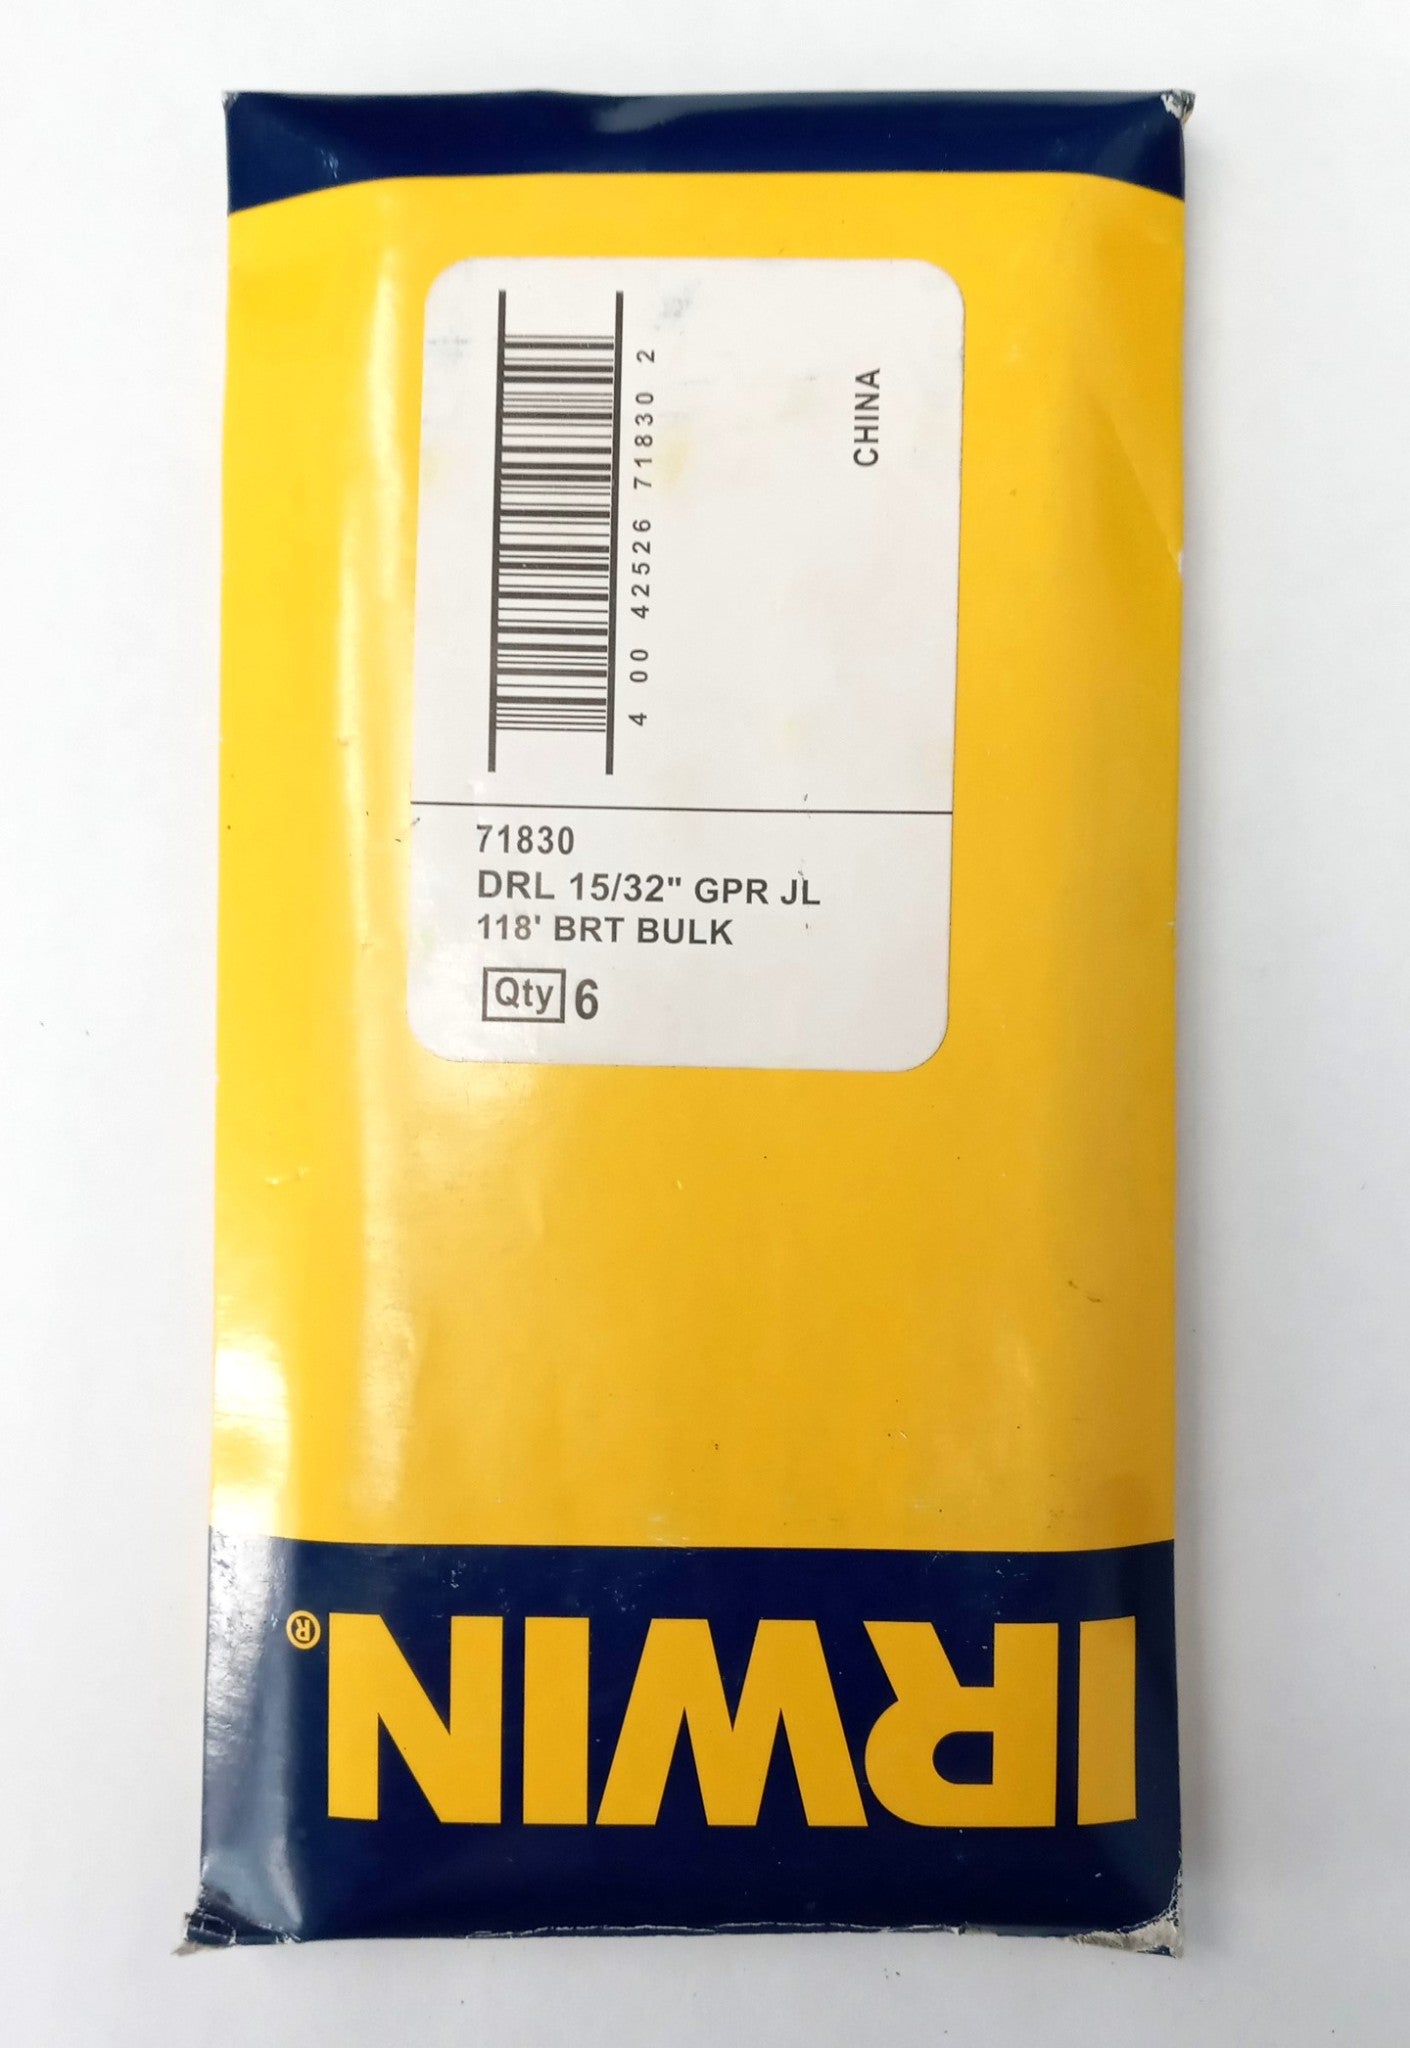 4 00 42526 71830 2
CHINA
71830
DRL 15/32" GPR JL
118' BRT BULK
Qty 6
IRWIN®